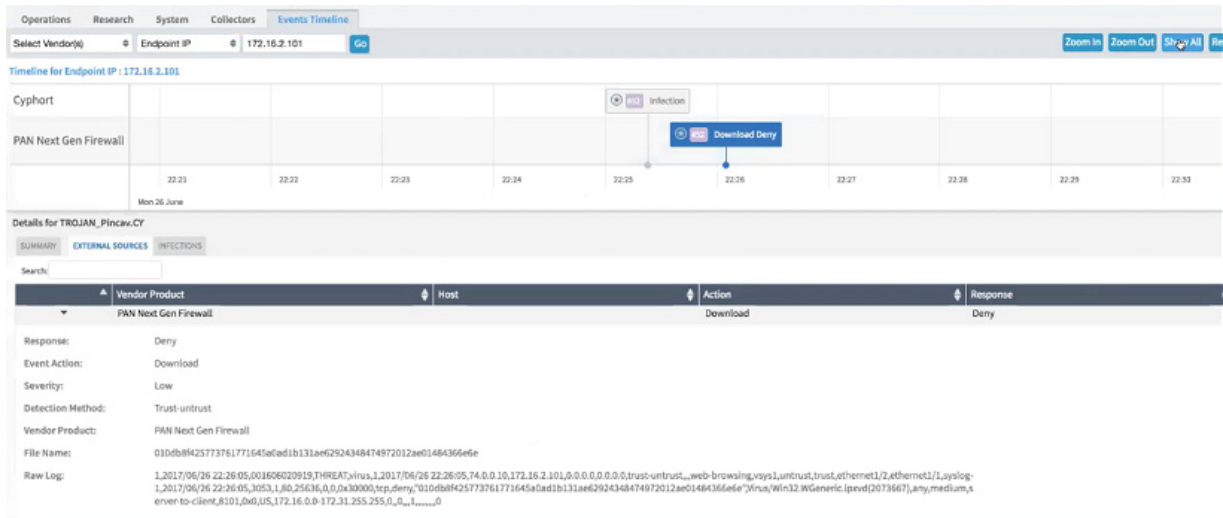 Operations Research System Collectors Events Timeline
Select Vendor(s) Endpoint IP 172.16.2.101 Go Zoom In Zoom Out Show All Re
Timeline for Endpoint IP : 172.16.2.101
Cyphort Infection
PAN Next Gen Firewall Download Deny
22:21 22:22 22:23 22:24 22:25 22:26 22:27 22:28 22:29 22:30
Mon 26 June
Details for TROJAN_Pincav.CY
SUMMARY EXTERNAL SOURCES INFECTIONS
Search:
Vendor Product Host Action Response
PAN Next Gen Firewall Download Deny
Response: Deny
Event Action: Download
Severity: Low
Detection Method: Trust-untrust
Vendor Product: PAN Next Gen Firewall
File Name: 010db8f425773761771645a0ad1b131ae62924348474972012ae01484366e6e
Raw Log: 1,2017/06/26 22:26:05,001606020919,THREAT,virus,1,2017/06/26 22:26:05,74.0.0.10,172.16.2.101,0.0.0.0,0.0.0.0,trust-untrust,,,web-browsing,vsys1,untrust,trust,ethernet1/2,ethernet1/1,syslog-
1,2017/06/26 22:26:05,3053,1,80,25636,0,0,0x30000,tcp,deny,"010db8f425773761771645a0ad1b131ae62924348474972012ae01484366e6e",Virus/Win32.WGeneric.lpxvd(2073667),any,medium,s
erver-to-client,8101,0x0,US,172.16.0.0-172.31.255.255,0,,0,,,1,,,,,,,0